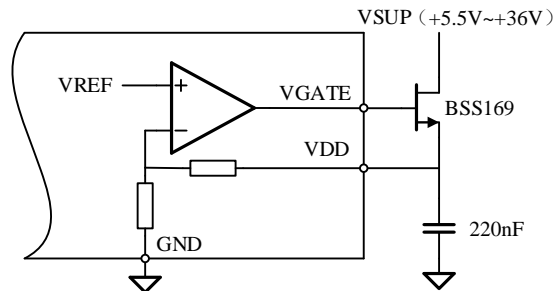 VSUP（+5.5V~+36V）
VREF
+
VGATE
BSS169
−
VDD
220nF
GND